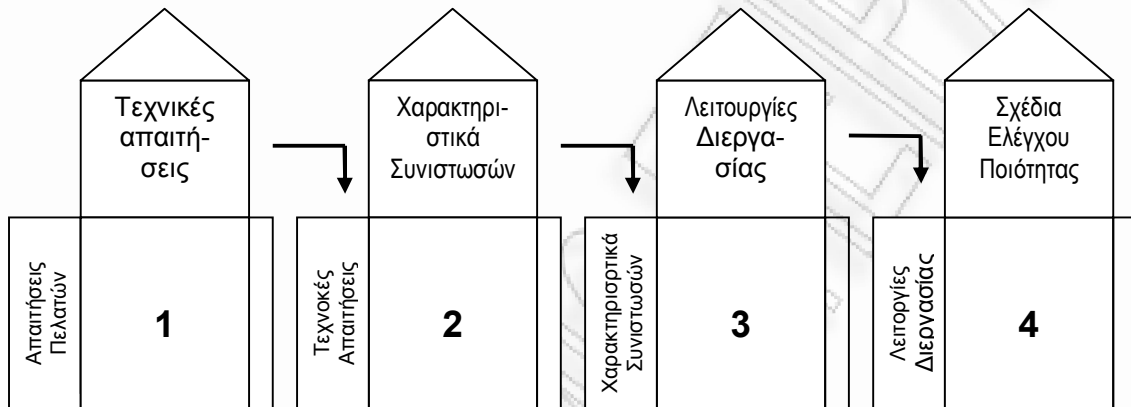 Τεχνικές
απαιτή-
σεις
Χαρακτηρι-
στικά
Συνιστωσών
Λειτουργίες
Διεργα-
σίας
Σχέδια
Ελέγχου
Ποιότητας
Απαιτήσεις
Πελατών
1
Τεχνοκές
Απαιτήσεις
2
Χαρακτηρισρτικά
Συνιστωσών
3
Λειτοργίες
Διεργασίας
4